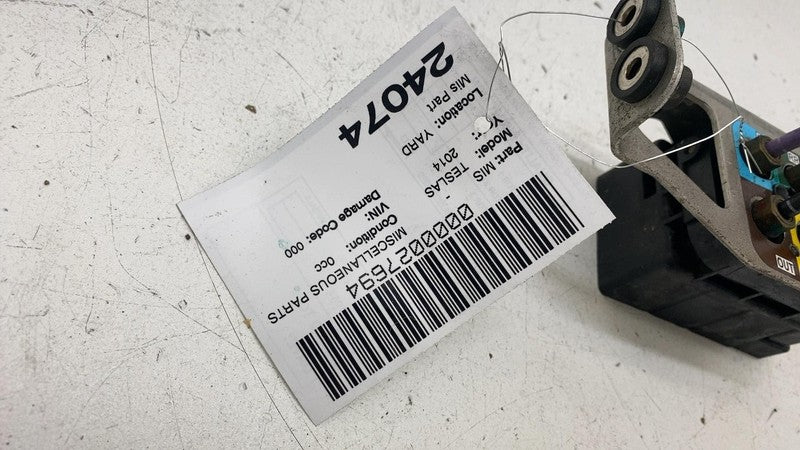 0000027694
Part: MIS - MISCELLANEOUS PARTS
Model: TESLAS Condition: 0cc
Year: 2014 VIN:
Location: YARD Damage Code: 000
Mis Part
24074
OUT